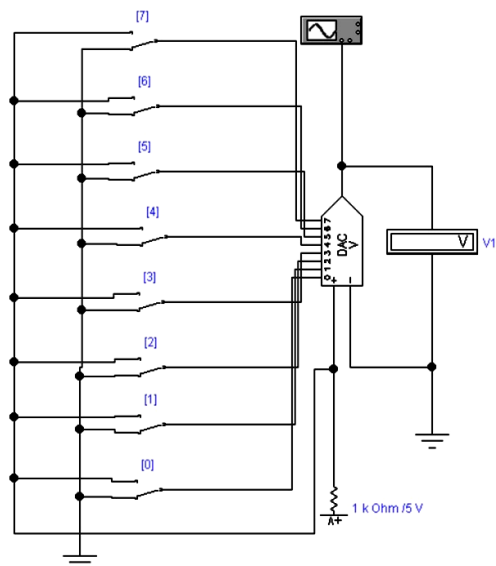 [7]
[6]
[5]
[4]
[3]
[2]
[1]
[0]
0 1 2 3 4 5 6 7
DAC
V
+ -
V
V1
1 k Ohm /5 V
A+